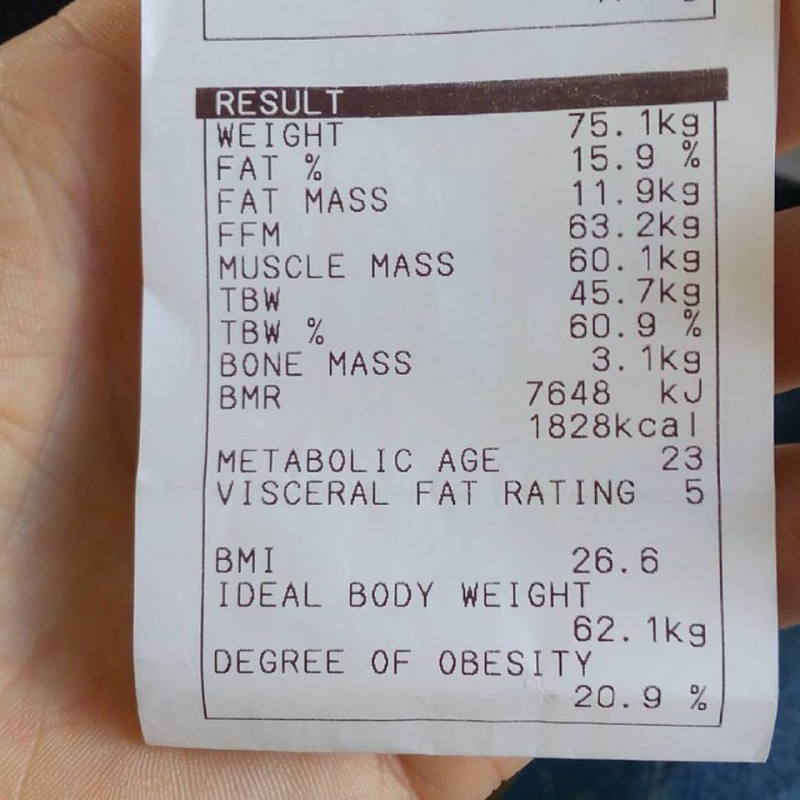 RESULT
WEIGHT 75.1kg
FAT % 15.9 %
FAT MASS 11.9kg
FFM 63.2kg
MUSCLE MASS 60.1kg
TBW 45.7kg
TBW % 60.9 %
BONE MASS 3.1kg
BMR 7648 kJ
1828kcal
METABOLIC AGE 23
VISCERAL FAT RATING 5
BMI 26.6
IDEAL BODY WEIGHT
62.1kg
DEGREE OF OBESITY
20.9 %